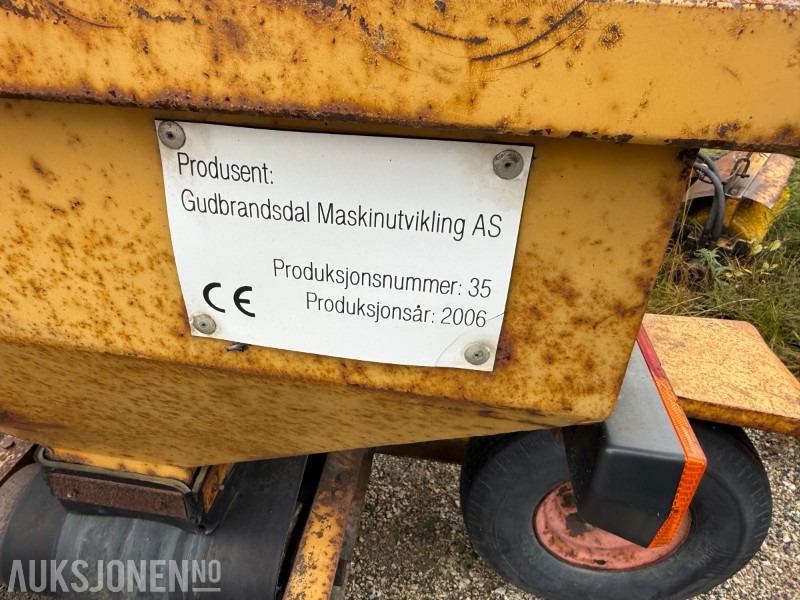 Produsent:
Gudbrandsdal Maskinutvikling AS
Produksjonsnummer: 35
CE
Produksjonsår: 2006
AUKSJONEN.NO